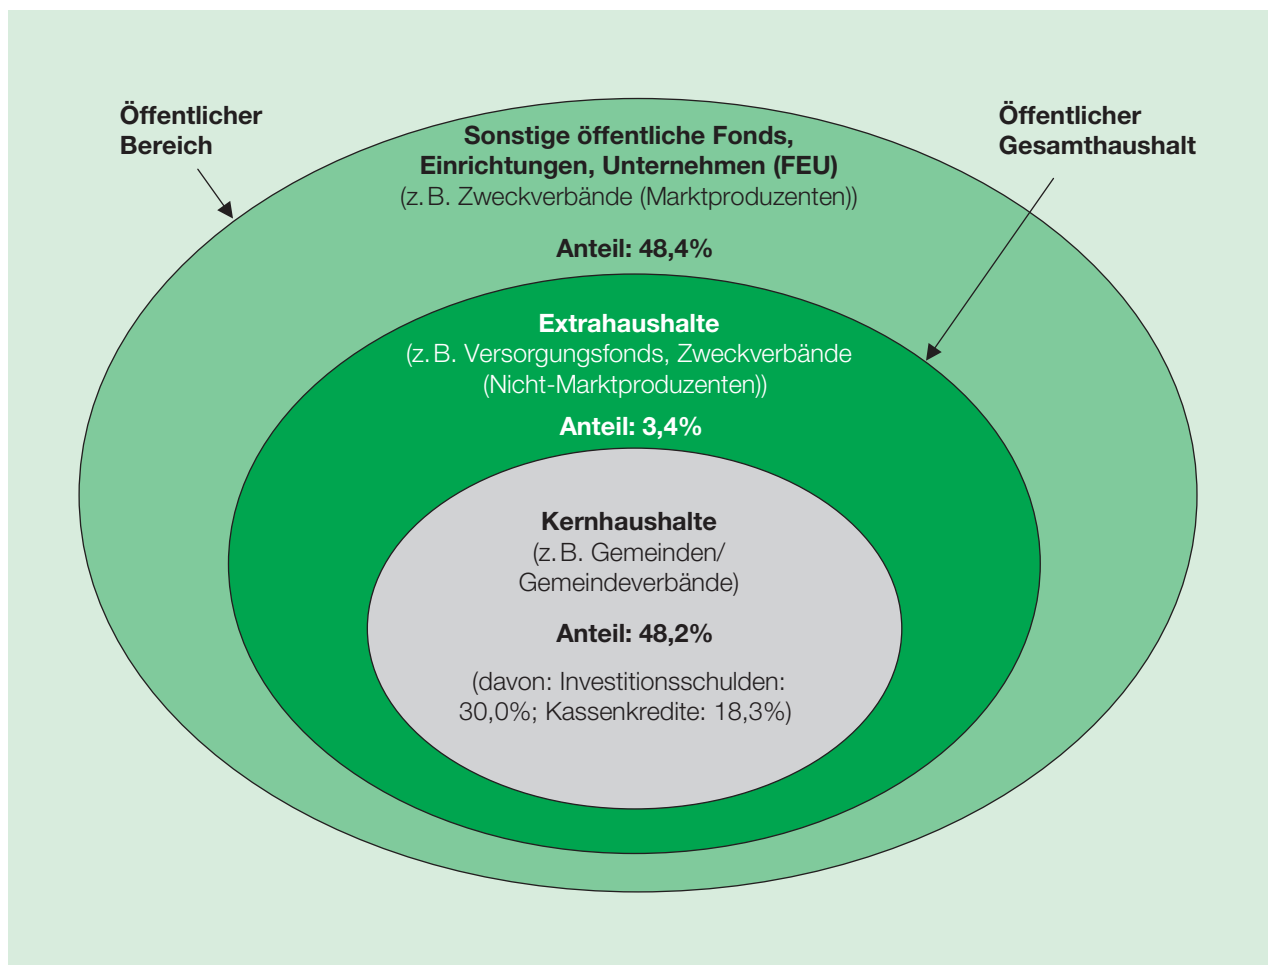 Öffentlicher
Bereich
Öffentlicher
Gesamthaushalt
Sonstige öffentliche Fonds,
Einrichtungen, Unternehmen (FEU)
(z. B. Zweckverbände (Marktproduzenten))
Anteil: 48,4%
Extrahaushalte
(z. B. Versorgungsfonds, Zweckverbände
(Nicht-Marktproduzenten))
Anteil: 3,4%
Kernhaushalte
(z. B. Gemeinden/
Gemeindeverbände)
Anteil: 48,2%
(davon: Investitionsschulden:
30,0%; Kassenkredite: 18,3%)